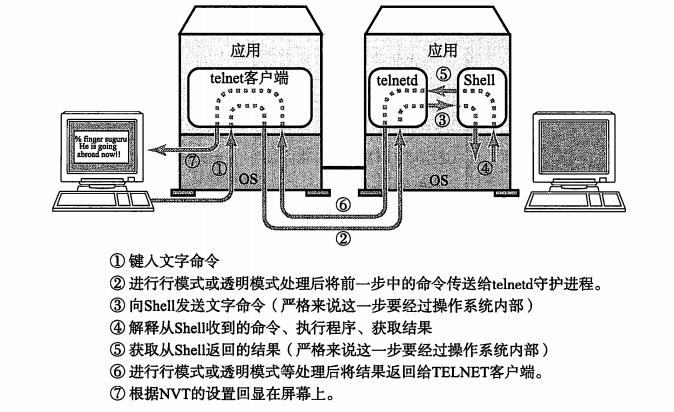 应用
应用
telnet客户端
telnetd
⑤
Shell
③
% finger suguru
He is going
abroad now!!
⑦
①
④
OS
OS
⑥
②
① 键入文字命令
② 进行行模式或透明模式处理后将前一步中的命令传送给telnetd守护进程。
③ 向Shell发送文字命令（严格来说这一步要经过操作系统内部）
④ 解释从Shell收到的命令、执行程序、获取结果
⑤ 获取从Shell返回的结果（严格来说这一步要经过操作系统内部）
⑥ 进行行模式或透明模式等处理后将结果返回给TELNET客户端。
⑦ 根据NVT的设置回显在屏幕上。